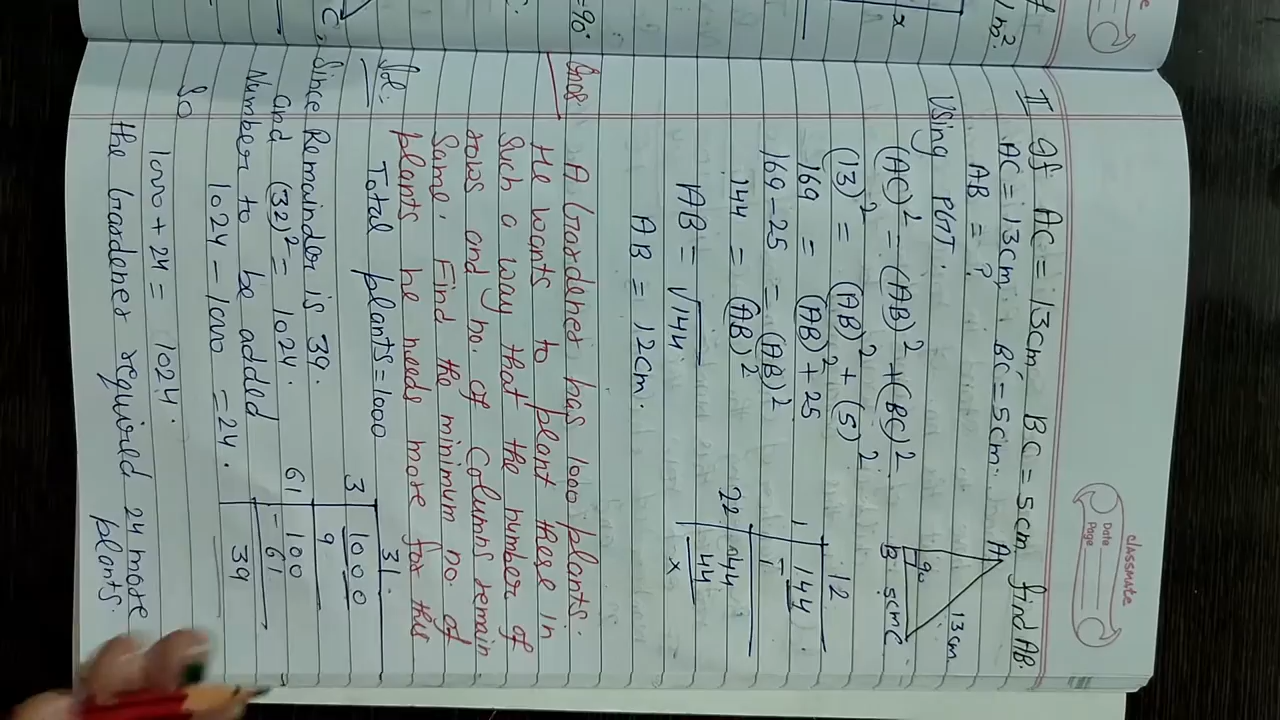 classmate
Date
Page
II If AC = 13cm, BC = 5cm find AB.
AC = 13cm. BC = 5cm.
AB = ?
Using PGT.
(AC)² = (AB)² + (BC)²
(13)² = (AB)² + (5)²
169 = (AB)² + 25
169 - 25 = (AB)²
144 = (AB)²
AB = √144
AB = 12cm.
A
13cm
90
B 5cm C
12
1 144
1
22 44
44
x
Ques A Gardener has 1000 plants.
He wants to plant these in
Such a way that the number of
rows and no. of Columns remain
Same. Find the minimum no. of
plants he needs more for this
Sol. Total plants = 1000
31
3 1000
9
61 100
- 61
39
Since Remainder is 39.
and (32)² = 1024.
Number to be added
1024 - 1000 = 24.
So
1000 + 24 = 1024.
the Gardener required 24 more
plants.
=90°
x